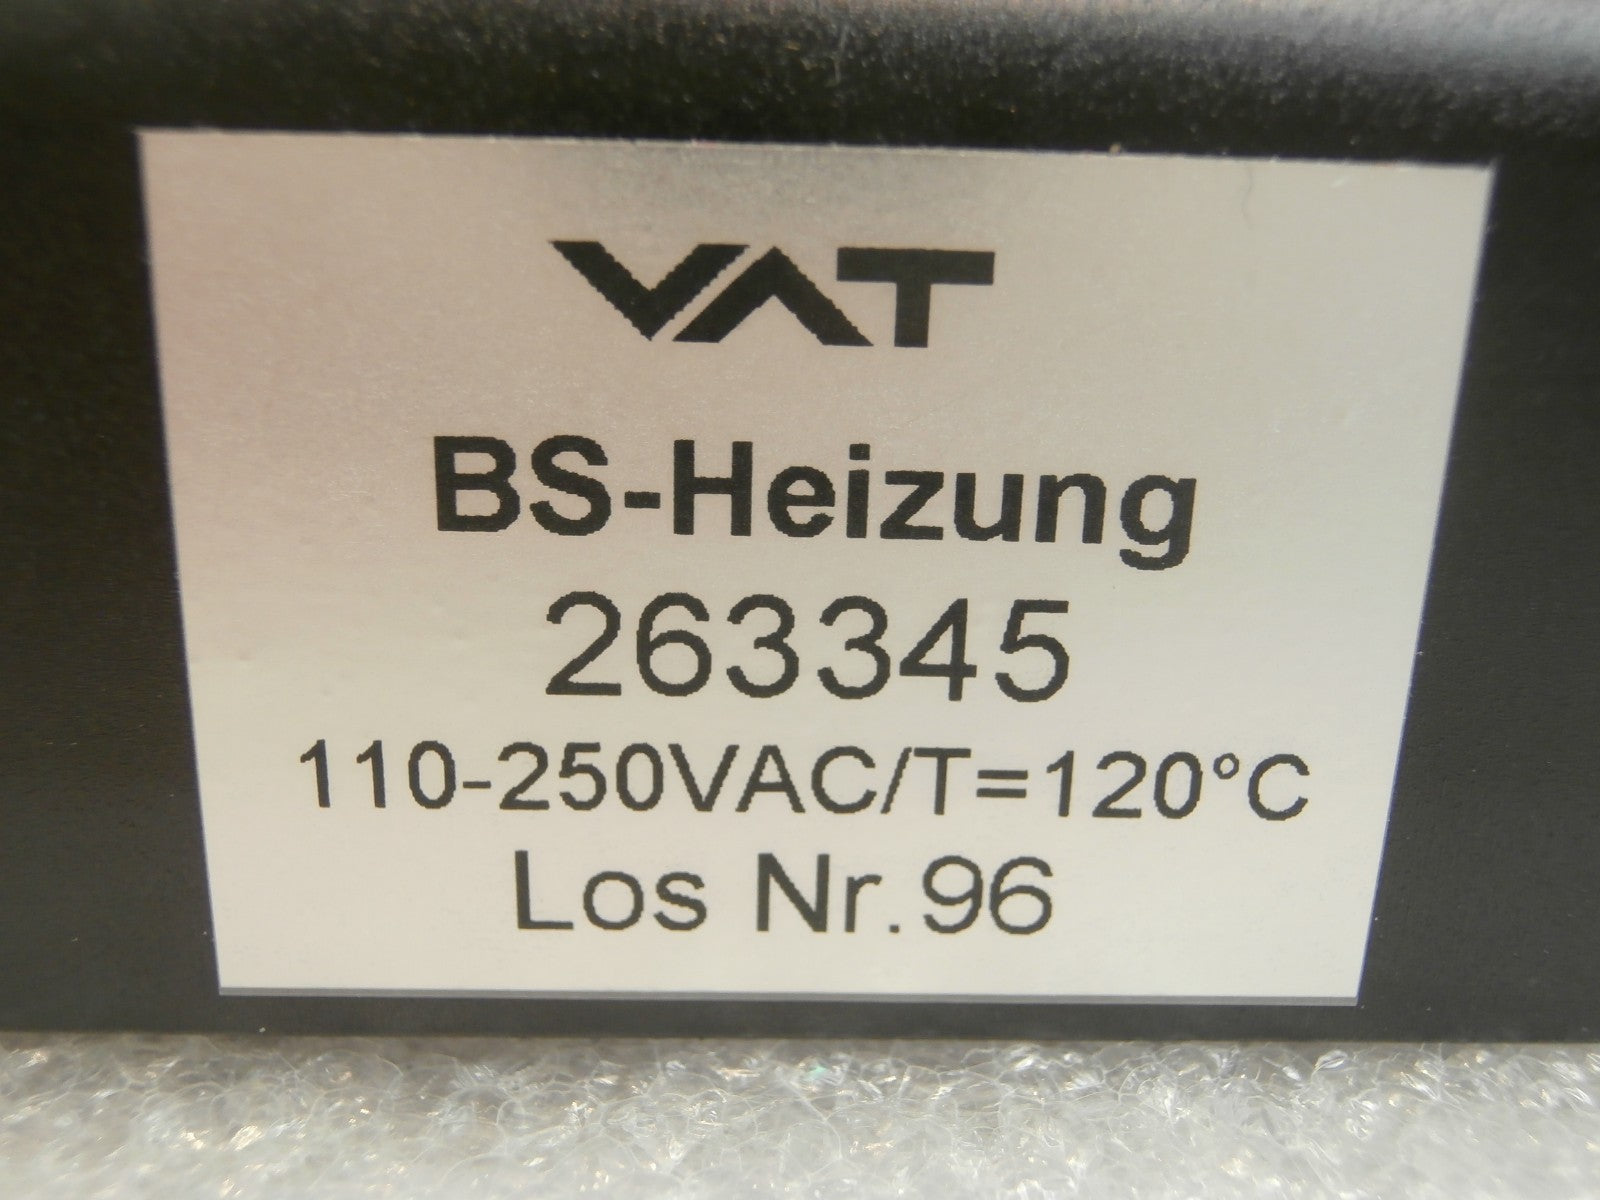 VAT
BS-Heizung
263345
110-250VAC/T=120°C
Los Nr.96